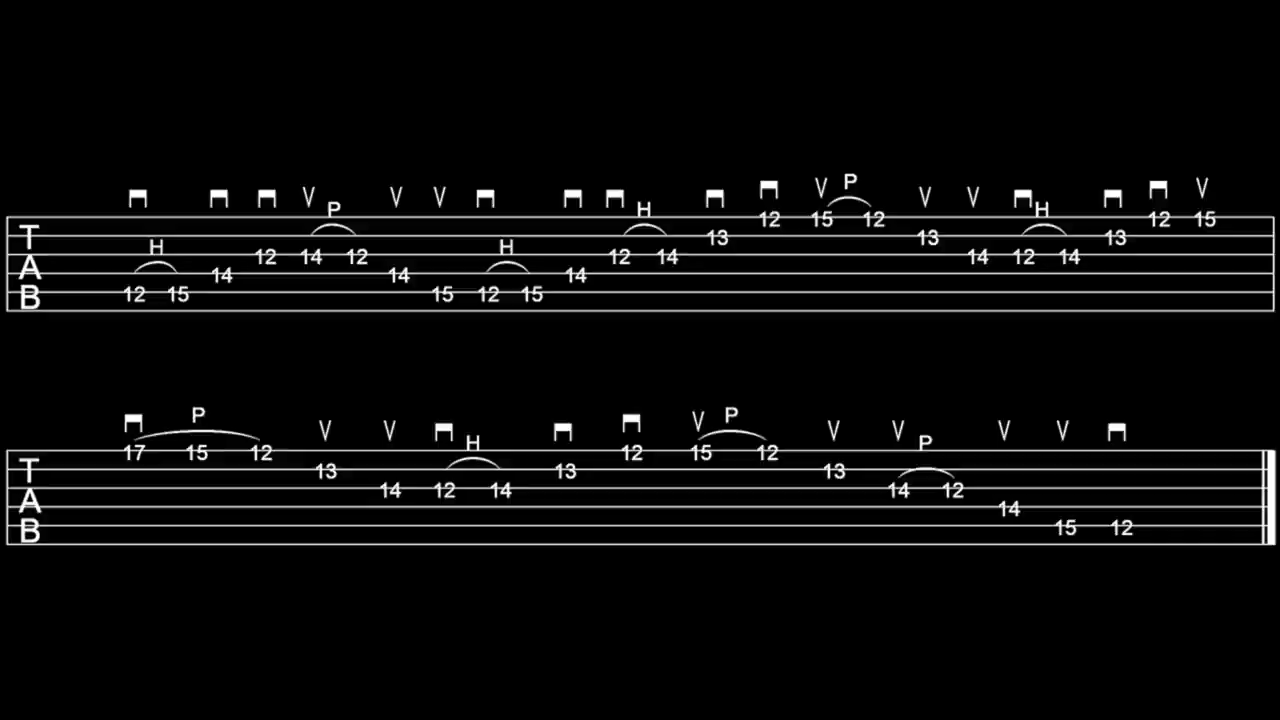 P P
H H H
T 12 15 12
13 13 13
A 12 14 12 12 14 14 12 14
14 14 14
B 12 15 15 12 15
P P
H P
T 17 15 12 12 15 12
13 13 13
A 14 12 14 14 12
14
B 15 12